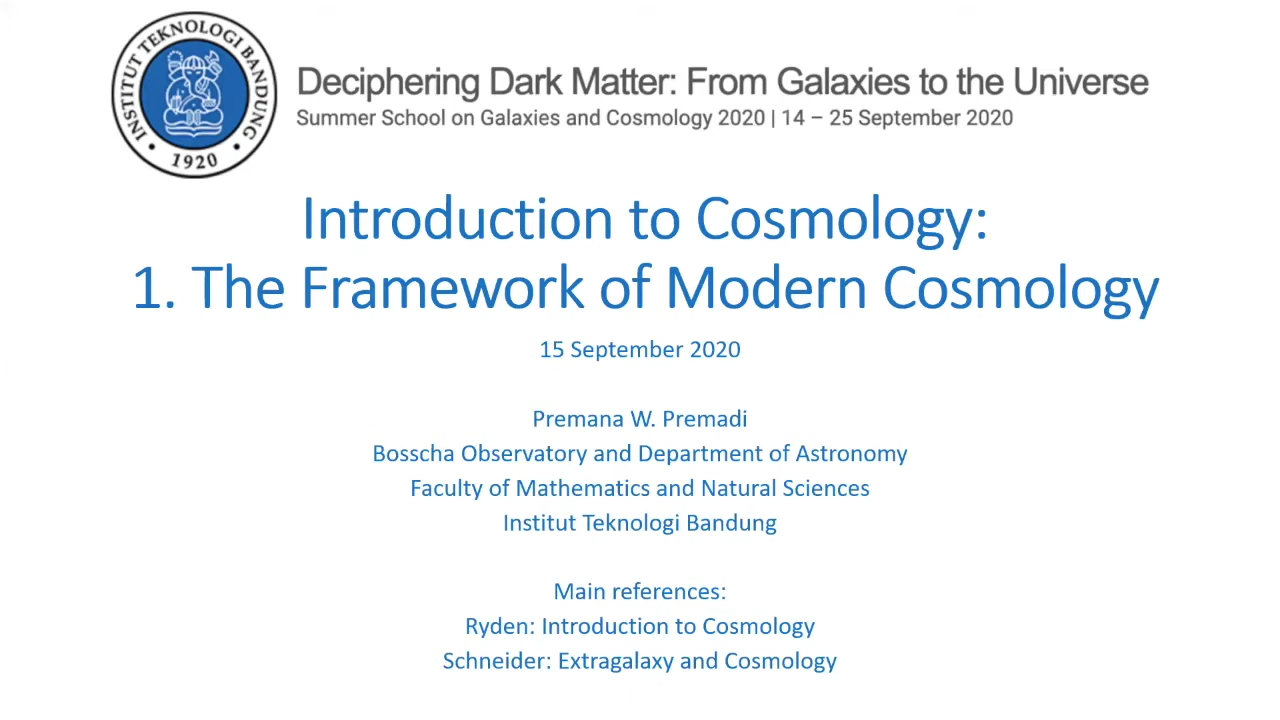 INSTITUT TEKNOLOGI BANDUNG
• 1920 •
Deciphering Dark Matter: From Galaxies to the Universe
Summer School on Galaxies and Cosmology 2020 | 14 – 25 September 2020
Introduction to Cosmology:
1. The Framework of Modern Cosmology
15 September 2020
Premana W. Premadi
Bosscha Observatory and Department of Astronomy
Faculty of Mathematics and Natural Sciences
Institut Teknologi Bandung
Main references:
Ryden: Introduction to Cosmology
Schneider: Extragalaxy and Cosmology